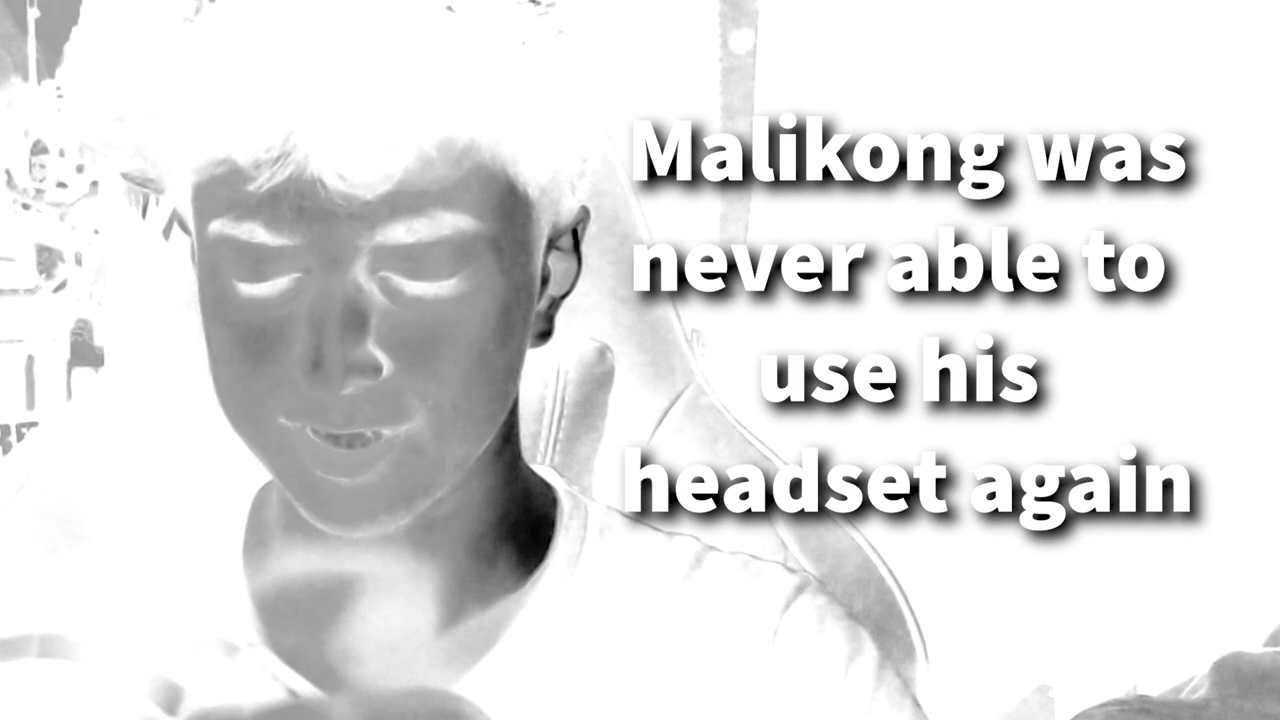 Malikong was
never able to
use his
headset again